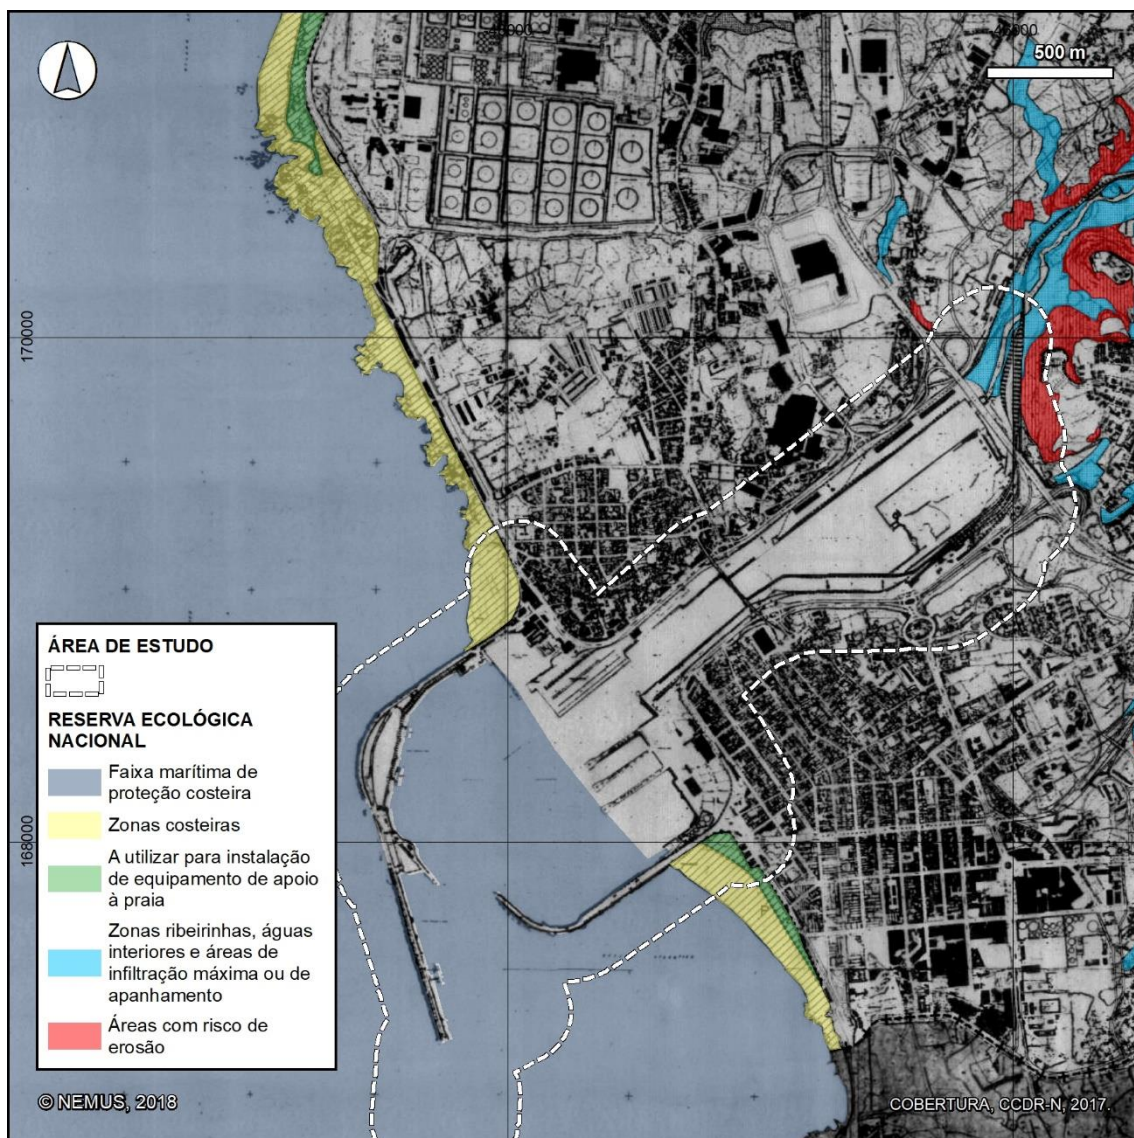 500 m
170000
168000
ÁREA DE ESTUDO
RESERVA ECOLÓGICA
NACIONAL
Faixa marítima de
proteção costeira
Zonas costeiras
A utilizar para instalação
de equipamento de apoio
à praia
Zonas ribeirinhas, águas
interiores e áreas de
infiltração máxima ou de
apanhamento
Áreas com risco de
erosão
© NEMUS, 2018
COBERTURA, CCDR-N, 2017.